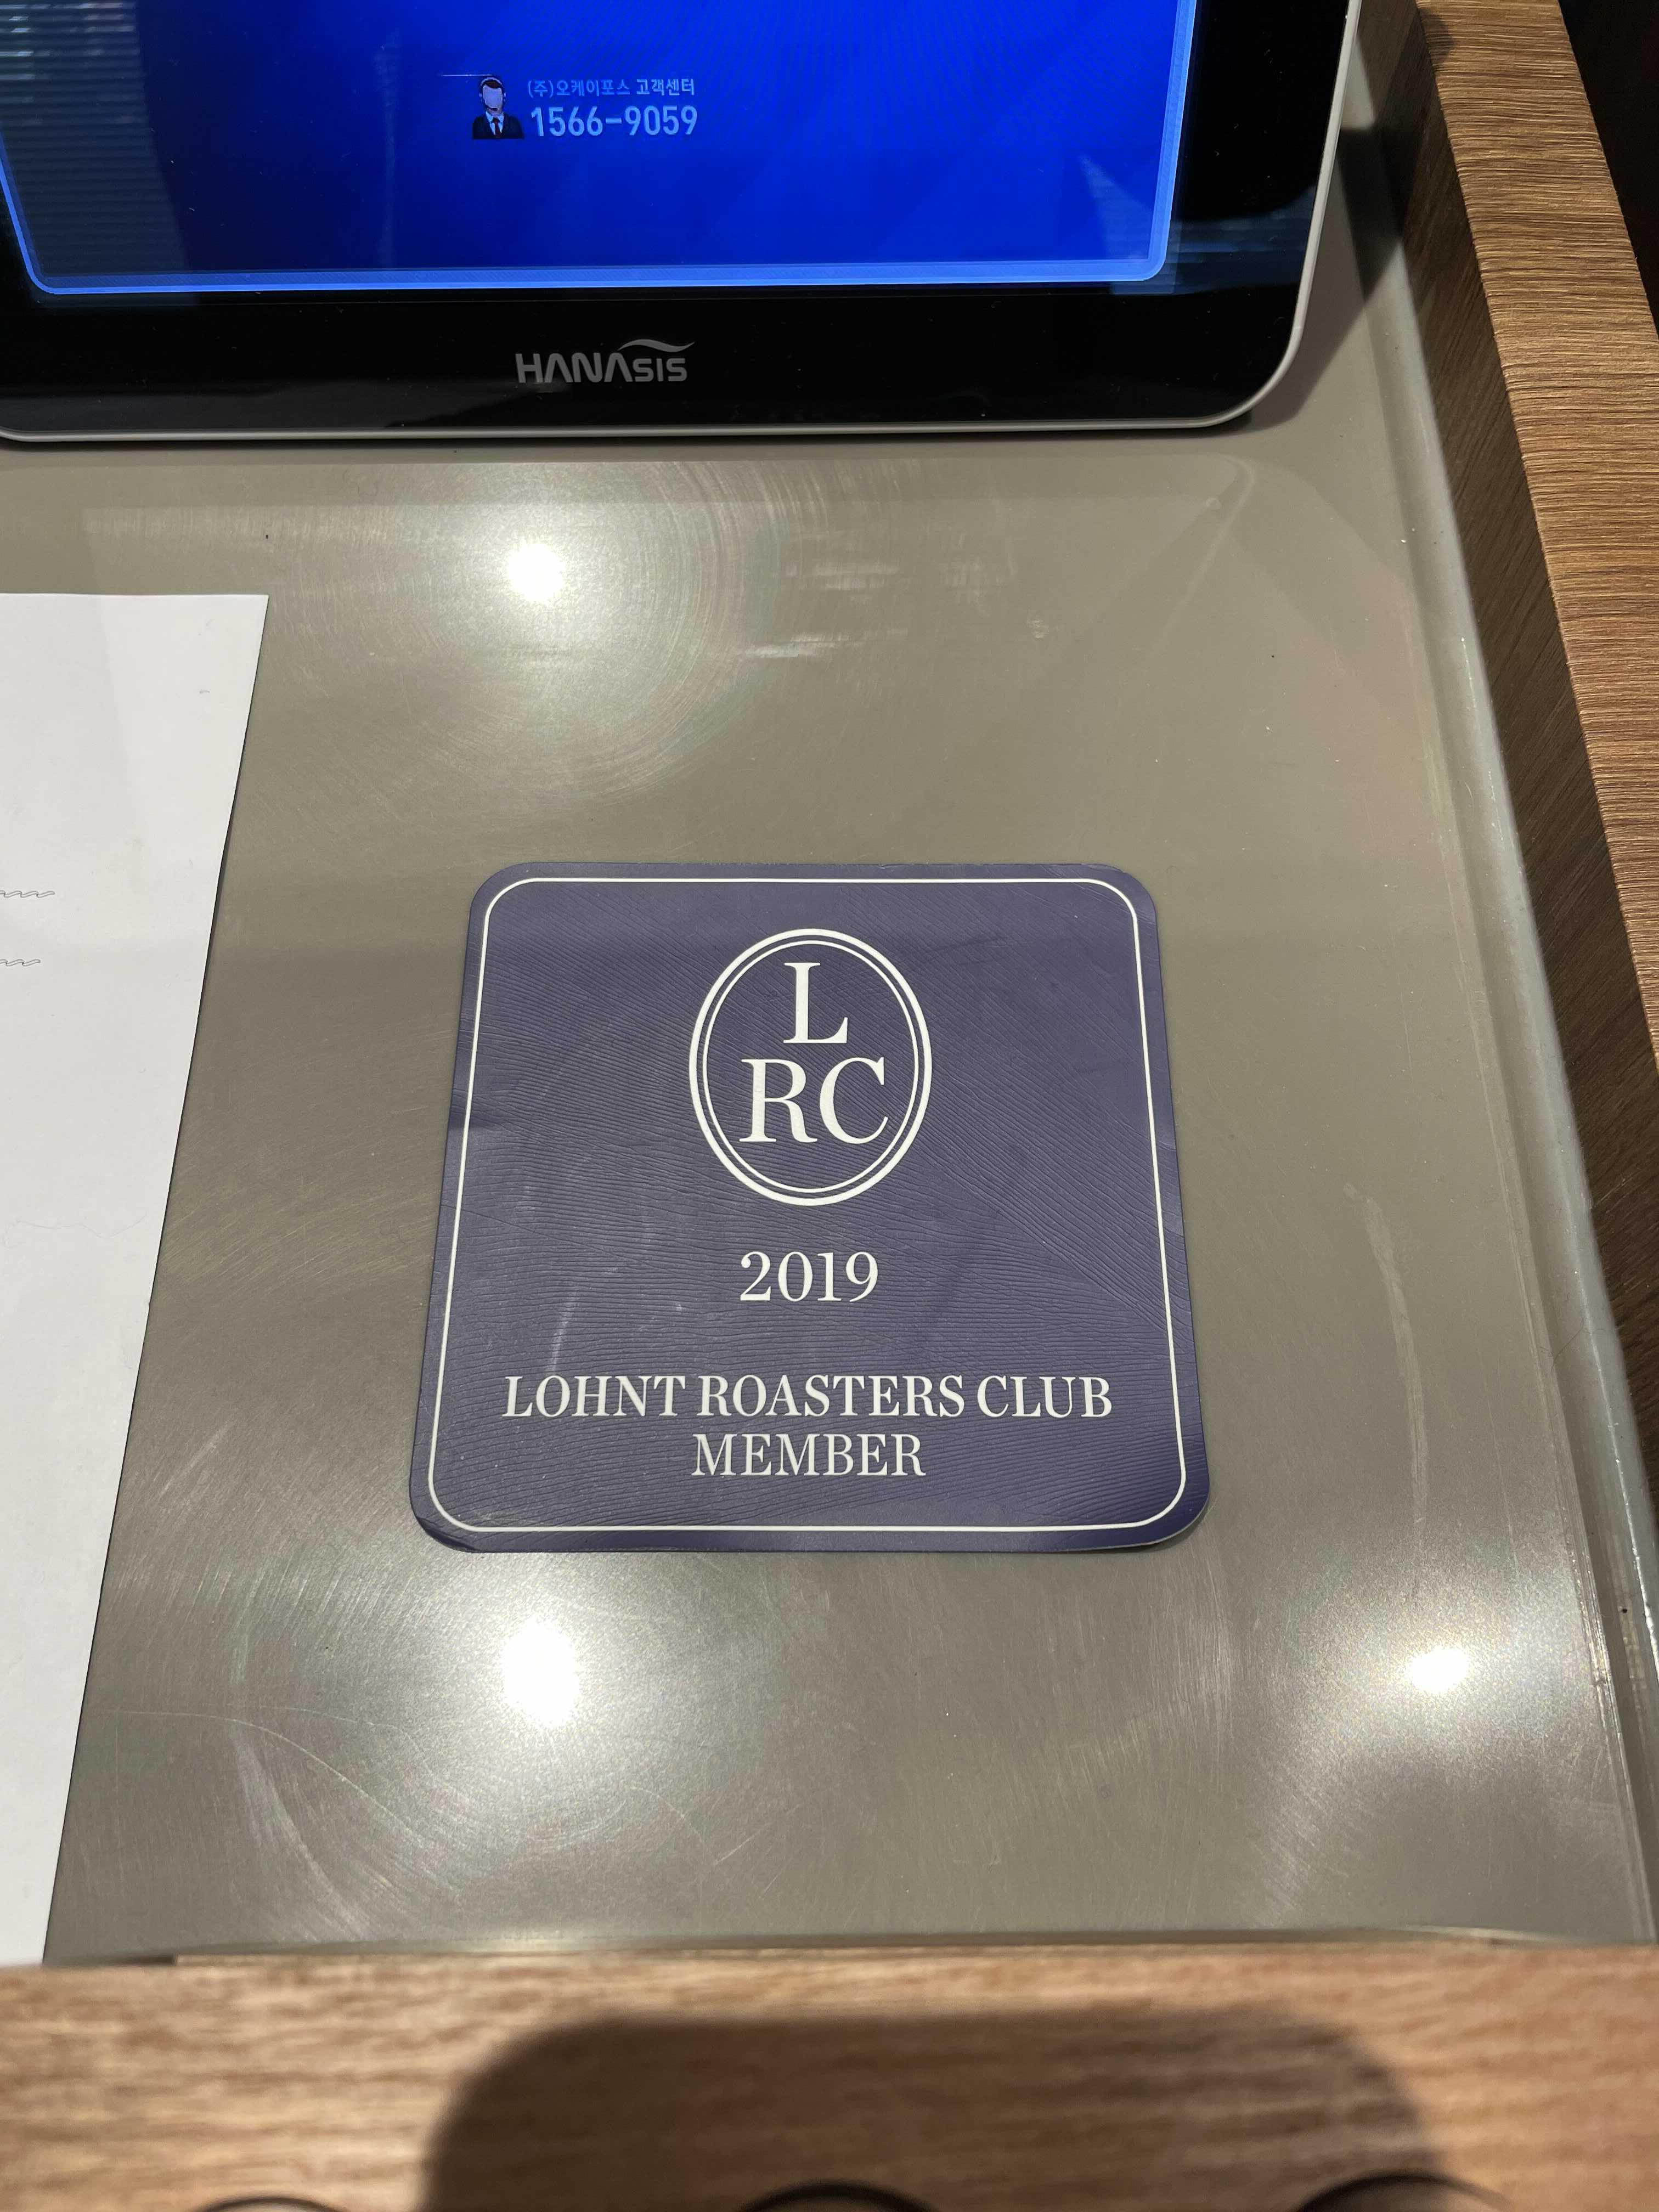 (주)오케이포스 고객센터
1566-9059
HANASIS
L
RC
2019
LOHNT ROASTERS CLUB
MEMBER